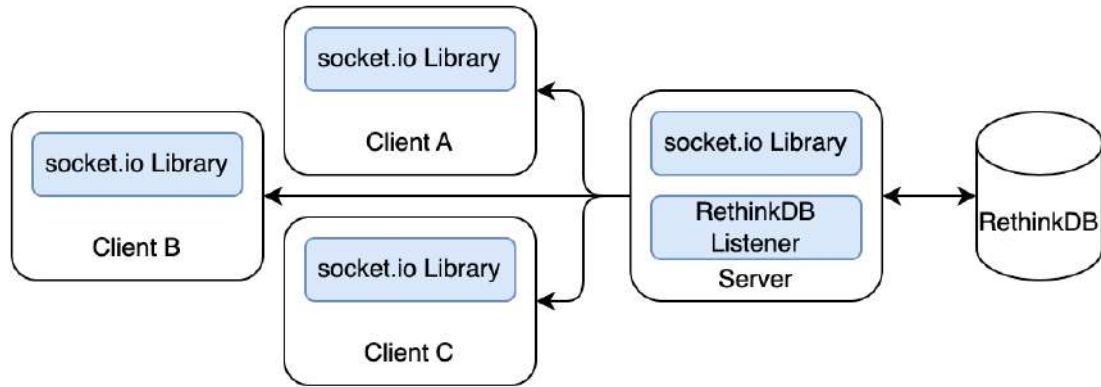 socket.io Library
Client A
socket.io Library
Client B
socket.io Library
Client C
socket.io Library
RethinkDB
Listener
Server
RethinkDB